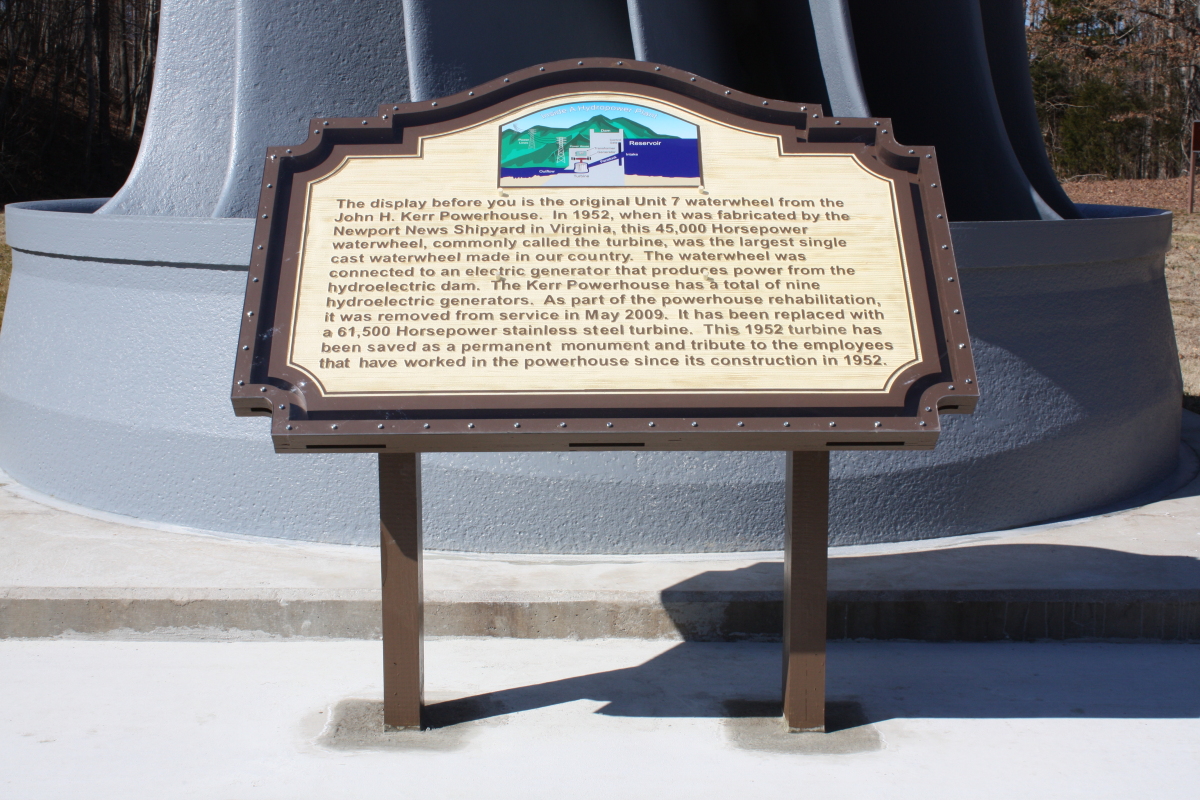 Hydropower
Dam
Reservoir
Intake
Outflow
Turbine
The display before you is the original Unit 7 waterwheel from the
John H. Kerr Powerhouse. In 1952, when it was fabricated by the
Newport News Shipyard in Virginia, this 45,000 Horsepower
waterwheel, commonly called the turbine, was the largest single
cast waterwheel made in our country. The waterwheel was
connected to an electric generator that produces power from the
hydroelectric dam. The Kerr Powerhouse has a total of nine
hydroelectric generators. As part of the powerhouse rehabilitation,
it was removed from service in May 2009. It has been replaced with
a 61,500 Horsepower stainless steel turbine. This 1952 turbine has
been saved as a permanent monument and tribute to the employees
that have worked in the powerhouse since its construction in 1952.